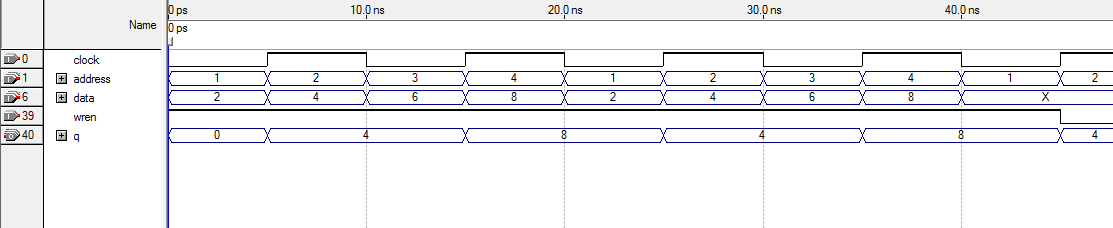 0 ps 10.0 ns 20.0 ns 30.0 ns 40.0 ns
Name
0 ps
0 clock
1 address 1 2 3 4 1 2 3 4 1 2
6 data 2 4 6 8 2 4 6 8 X
39 wren
40 q 0 4 8 4 8 4